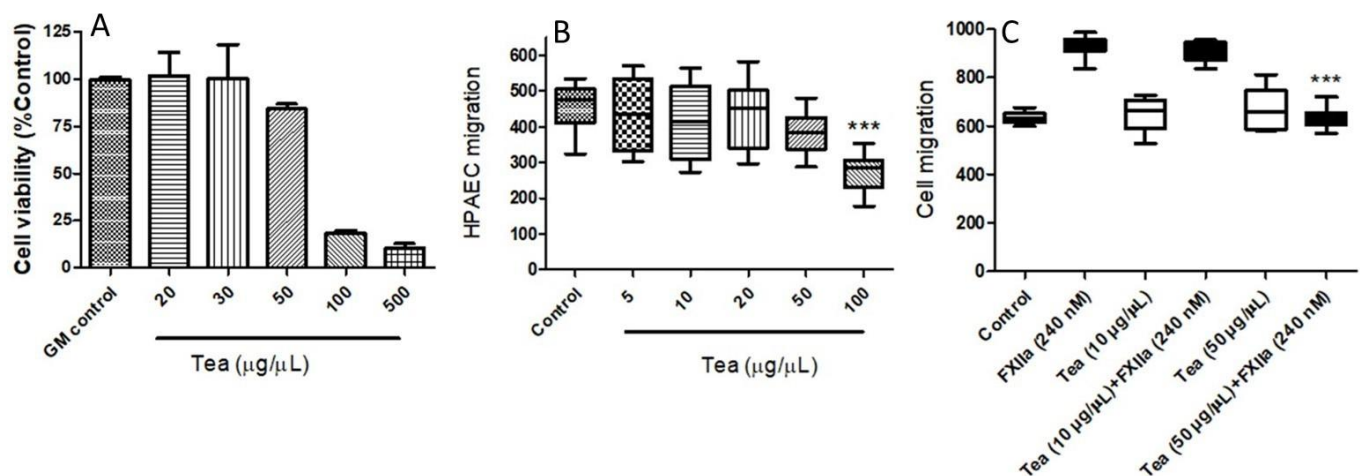 A
Cell viability (%Control)
125
100
75
50
25
0
GM control
20
30
50
100
500
Tea (μg/μL)
B
HPAEC migration
600
500
400
300
200
100
0
Control
5
10
20
50
100
***
Tea (μg/μL)
C
Cell migration
1000
800
600
400
200
0
***
Control
FXIIa (240 nM)
Tea (10 μg/μL)
Tea (10 μg/μL)+FXIIa (240 nM)
Tea (50 μg/μL)
Tea (50 μg/μL)+FXIIa (240 nM)